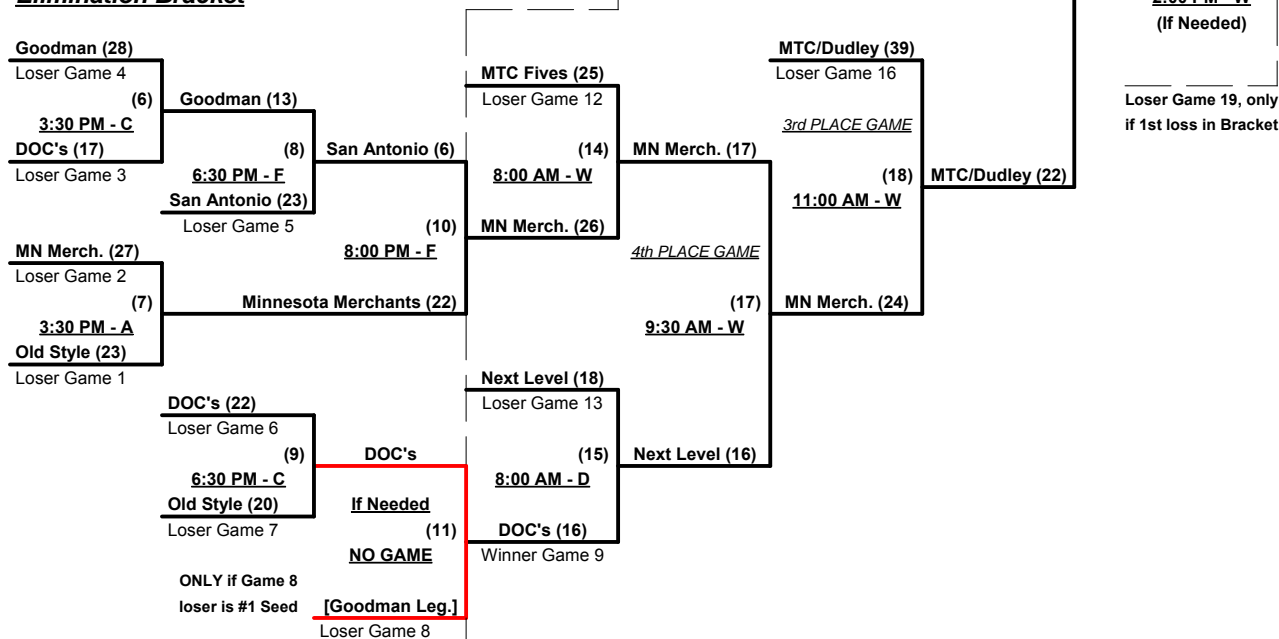 Elimination Bracket
2:00 PM - W
(If Needed)
Goodman (28)
Loser Game 4
MTC/Dudley (39)
Loser Game 16
MTC Fives (25)
Loser Game 12
Loser Game 19, only
if 1st loss in Bracket
(6)
3:30 PM - C
Goodman (13)
3rd PLACE GAME
DOC's (17)
Loser Game 3
(8)
6:30 PM - F
San Antonio (6)
(14)
8:00 AM - W
MN Merch. (17)
(18)
11:00 AM - W
MTC/Dudley (22)
San Antonio (23)
Loser Game 5
(10)
8:00 PM - F
MN Merch. (26)
4th PLACE GAME
MN Merch. (27)
Loser Game 2
(7)
3:30 PM - A
Minnesota Merchants (22)
(17)
9:30 AM - W
MN Merch. (24)
Old Style (23)
Loser Game 1
Next Level (18)
Loser Game 13
DOC's (22)
Loser Game 6
(9)
6:30 PM - C
DOC's
(15)
8:00 AM - D
Next Level (16)
Old Style (20)
Loser Game 7
If Needed
(11)
NO GAME
DOC's (16)
Winner Game 9
ONLY if Game 8
loser is #1 Seed
[Goodman Leg.]
Loser Game 8